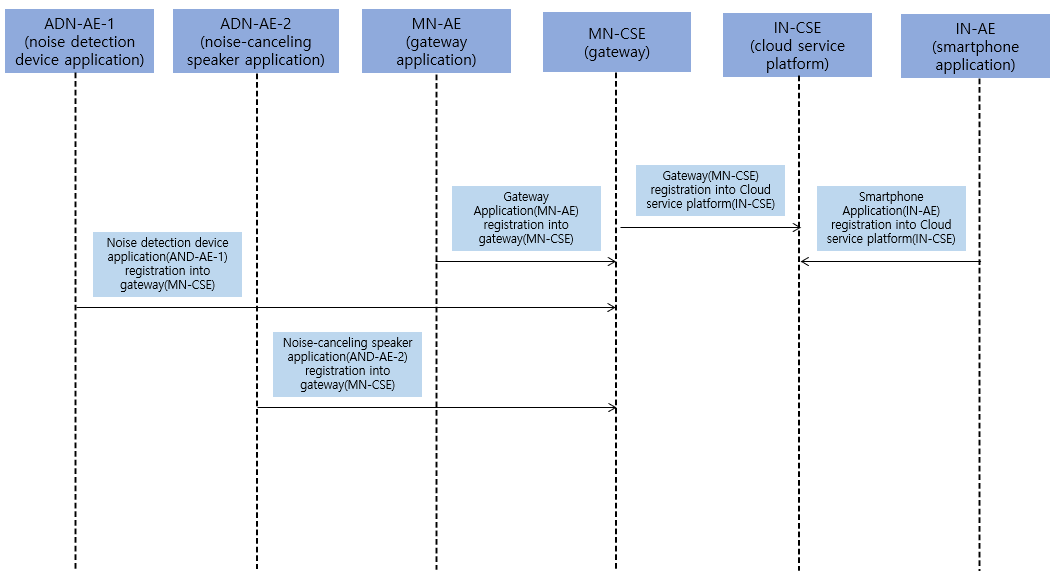 ADN-AE-1
(noise detection
device application)
ADN-AE-2
(noise-canceling
speaker application)
MN-AE
(gateway
application)
MN-CSE
(gateway)
IN-CSE
(cloud service
platform)
IN-AE
(smartphone
application)
Gateway(MN-CSE)
registration into Cloud
service platform(IN-CSE)
Gateway
Application(MN-AE)
registration into
gateway(MN-CSE)
Smartphone
Application(IN-AE)
registration into Cloud
service platform(IN-CSE)
Noise detection device
application(AND-AE-1)
registration into
gateway(MN-CSE)
Noise-canceling speaker
application(AND-AE-2)
registration into
gateway(MN-CSE)